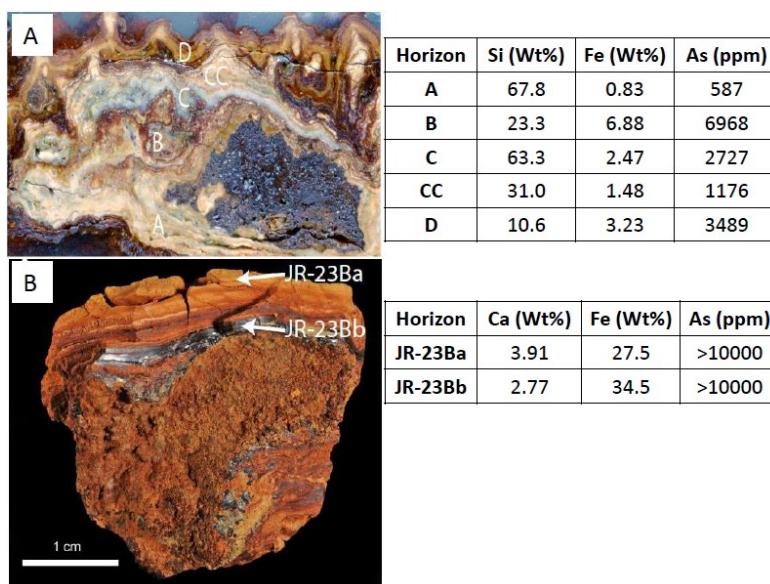 A
D
CC
C
B
A
Horizon Si (Wt%) Fe (Wt%) As (ppm)
A 67.8 0.83 587
B 23.3 6.88 6968
C 63.3 2.47 2727
CC 31.0 1.48 1176
D 10.6 3.23 3489
B
JR-23Ba
JR-23Bb
1 cm
Horizon Ca (Wt%) Fe (Wt%) As (ppm)
JR-23Ba 3.91 27.5 >10000
JR-23Bb 2.77 34.5 >10000